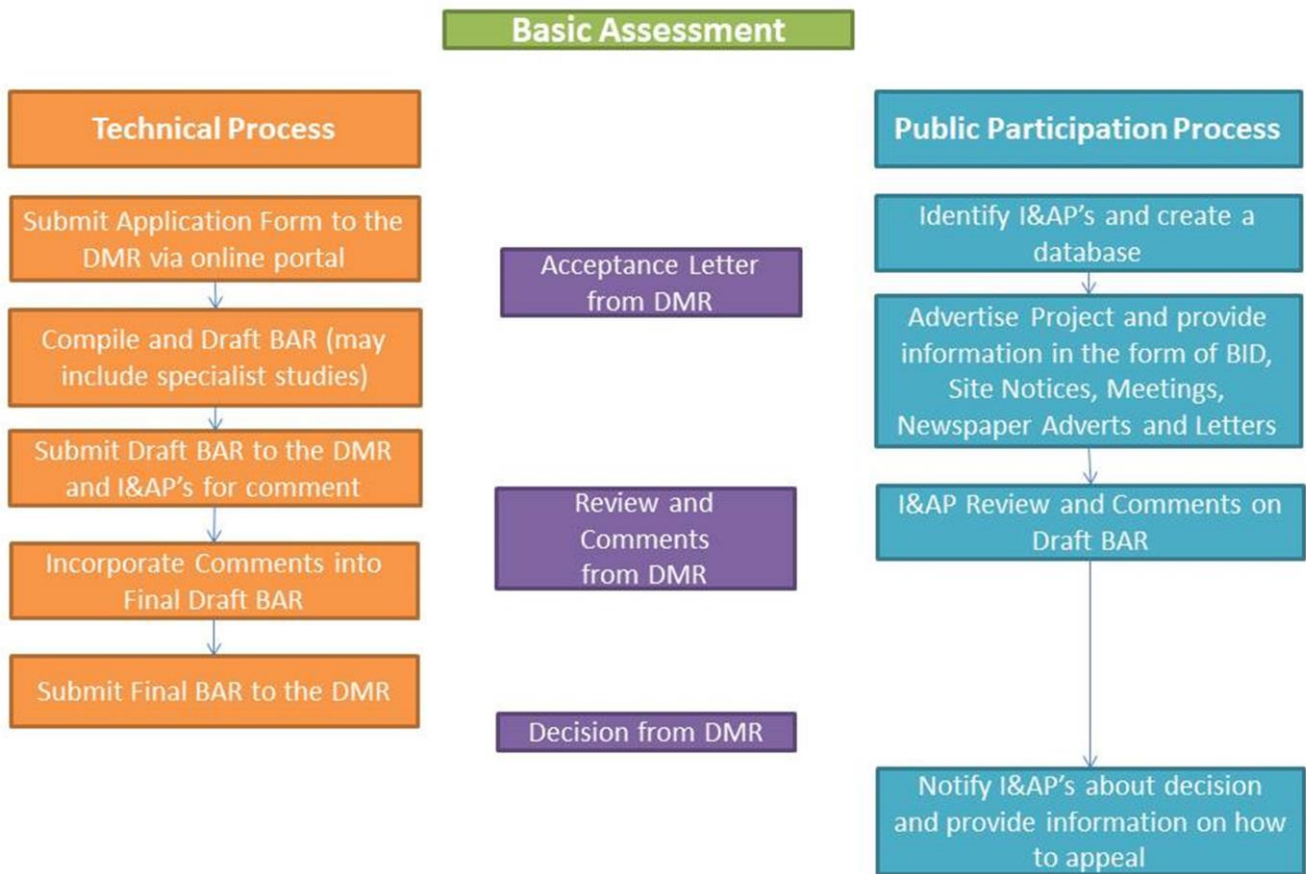 Basic Assessment
Technical Process
Submit Application Form to the
DMR via online portal
Compile and Draft BAR (may
include specialist studies)
Submit Draft BAR to the DMR
and I&AP's for comment
Incorporate Comments into
Final Draft BAR
Submit Final BAR to the DMR
Acceptance Letter
from DMR
Review and
Comments
from DMR
Decision from DMR
Public Participation Process
Identify I&AP's and create a
database
Advertise Project and provide
information in the form of BID,
Site Notices, Meetings,
Newspaper Adverts and Letters
I&AP Review and Comments on
Draft BAR
Notify I&AP's about decision
and provide information on how
to appeal